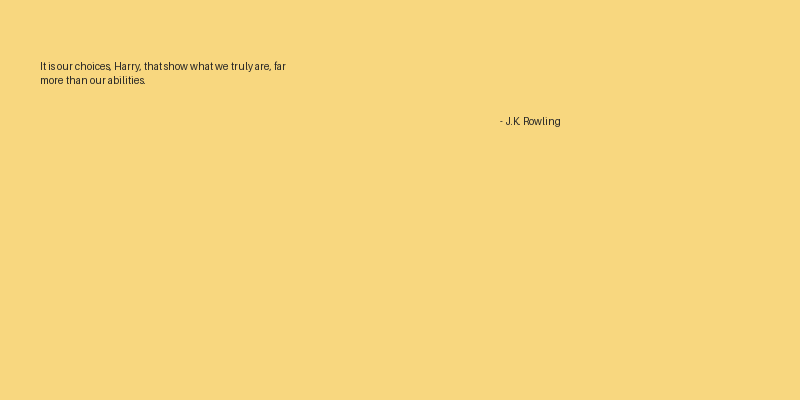 It is our choices, Harry, that show what we truly are, far
more than our abilities.
- J.K. Rowling